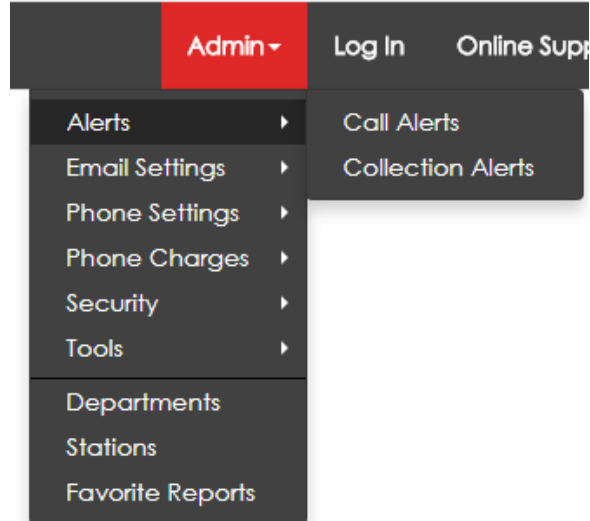 Admin
Log In
Online Supp
Alerts
Call Alerts
Email Settings
Collection Alerts
Phone Settings
Phone Charges
Security
Tools
Departments
Stations
Favorite Reports